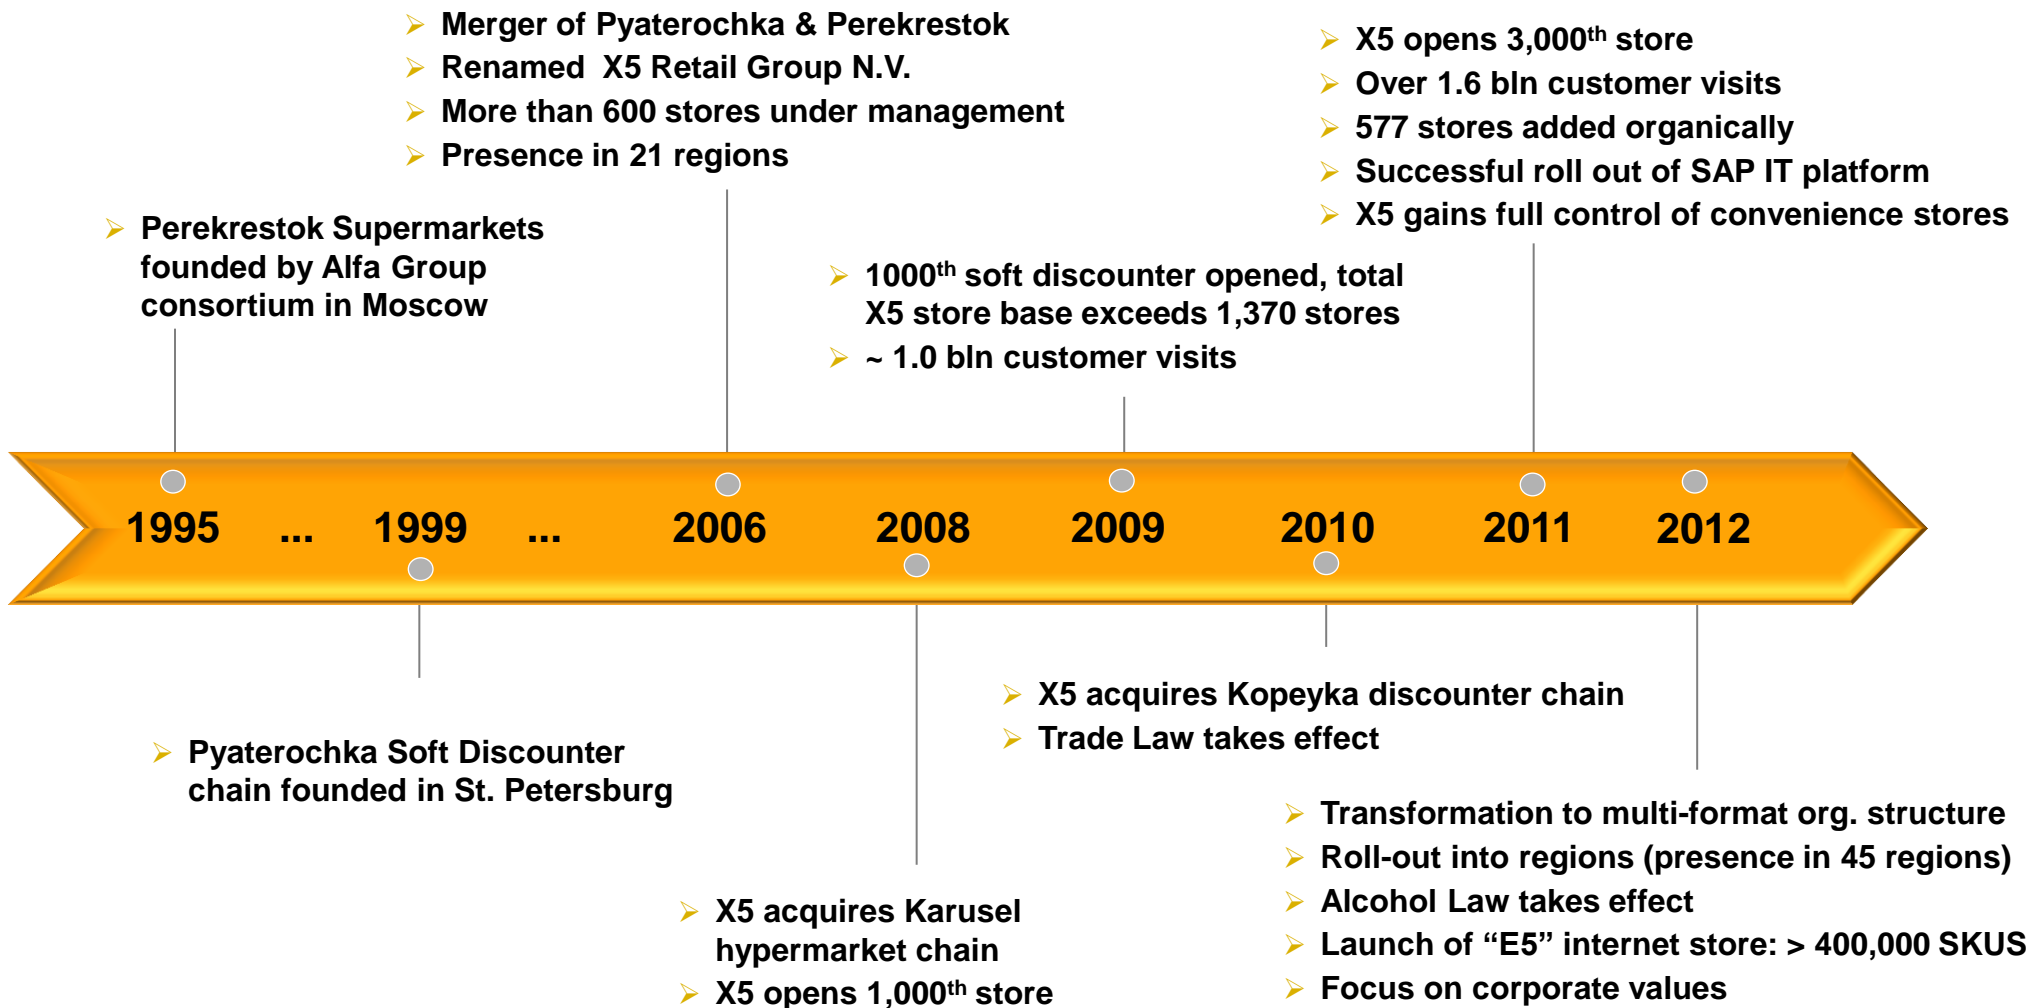 Merger of Pyaterochka & Perekrestok
Renamed X5 Retail Group N.V.
More than 600 stores under management
Presence in 21 regions
X5 opens 3,000th store
Over 1.6 bln customer visits
577 stores added organically
Successful roll out of SAP IT platform
X5 gains full control of convenience stores
Perekrestok Supermarkets
founded by Alfa Group
consortium in Moscow
1000th soft discounter opened, total
X5 store base exceeds 1,370 stores
~ 1.0 bln customer visits
1995 ... 1999 ... 2006 2008 2009 2010 2011 2012
Pyaterochka Soft Discounter
chain founded in St. Petersburg
X5 acquires Kopeyka discounter chain
Trade Law takes effect
X5 acquires Karusel
hypermarket chain
X5 opens 1,000th store
Transformation to multi-format org. structure
Roll-out into regions (presence in 45 regions)
Alcohol Law takes effect
Launch of “E5” internet store: > 400,000 SKUS
Focus on corporate values